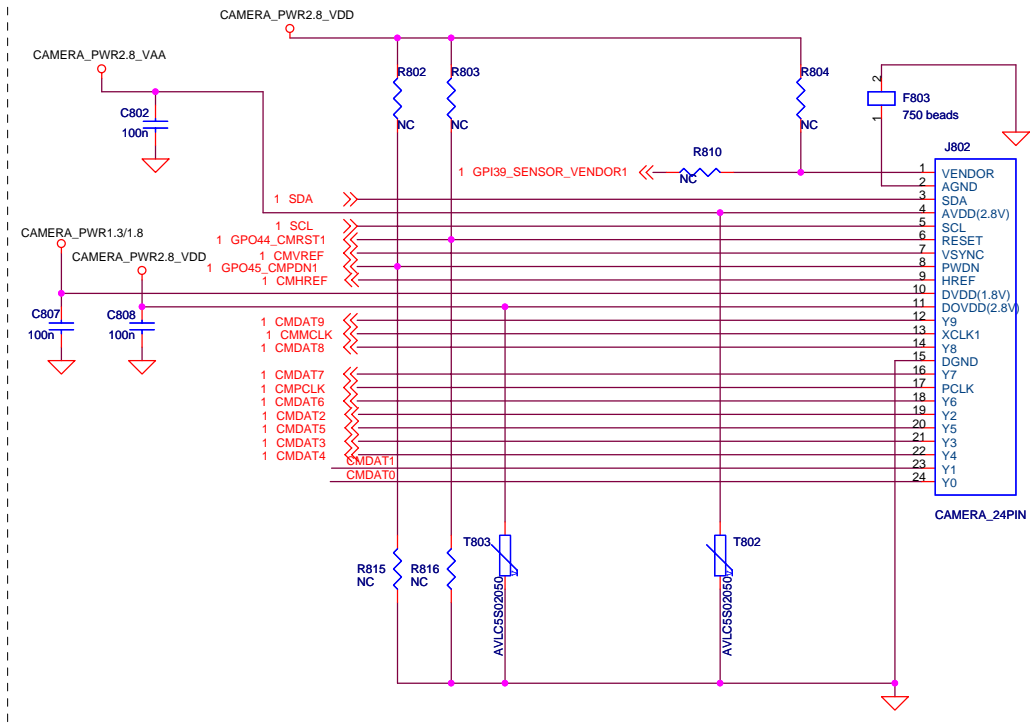 CAMERA_PWR2.8_VDD
CAMERA_PWR2.8_VAA
R802
R803
R804
2
F803
C802
100n
NC
NC
NC
1
750 beads
J802
R810
1 GPI39_SENSOR_VENDOR1
NC
1 VENDOR
2 AGND
1 SDA
3 SDA
4 AVDD(2.8V)
1 SCL
5 SCL
CAMERA_PWR1.3/1.8
1 GPO44_CMRST1
6 RESET
1 CMVREF
7 VSYNC
CAMERA_PWR2.8_VDD
1 GPO45_CMPDN1
8 PWDN
1 CMHREF
9 HREF
10 DVDD(1.8V)
11 DOVDD(2.8V)
C807
100n
C808
100n
1 CMDAT9
12 Y9
1 CMMCLK
13 XCLK1
1 CMDAT8
14 Y8
15 DGND
1 CMDAT7
16 Y7
1 CMPCLK
17 PCLK
1 CMDAT6
18 Y6
1 CMDAT2
19 Y2
1 CMDAT5
20 Y5
1 CMDAT3
21 Y3
1 CMDAT4
22 Y4
CMDAT1
23 Y1
CMDAT0
24 Y0
CAMERA_24PIN
R815
NC
R816
NC
T803
AVLC5S02050
T802
AVLC5S02050